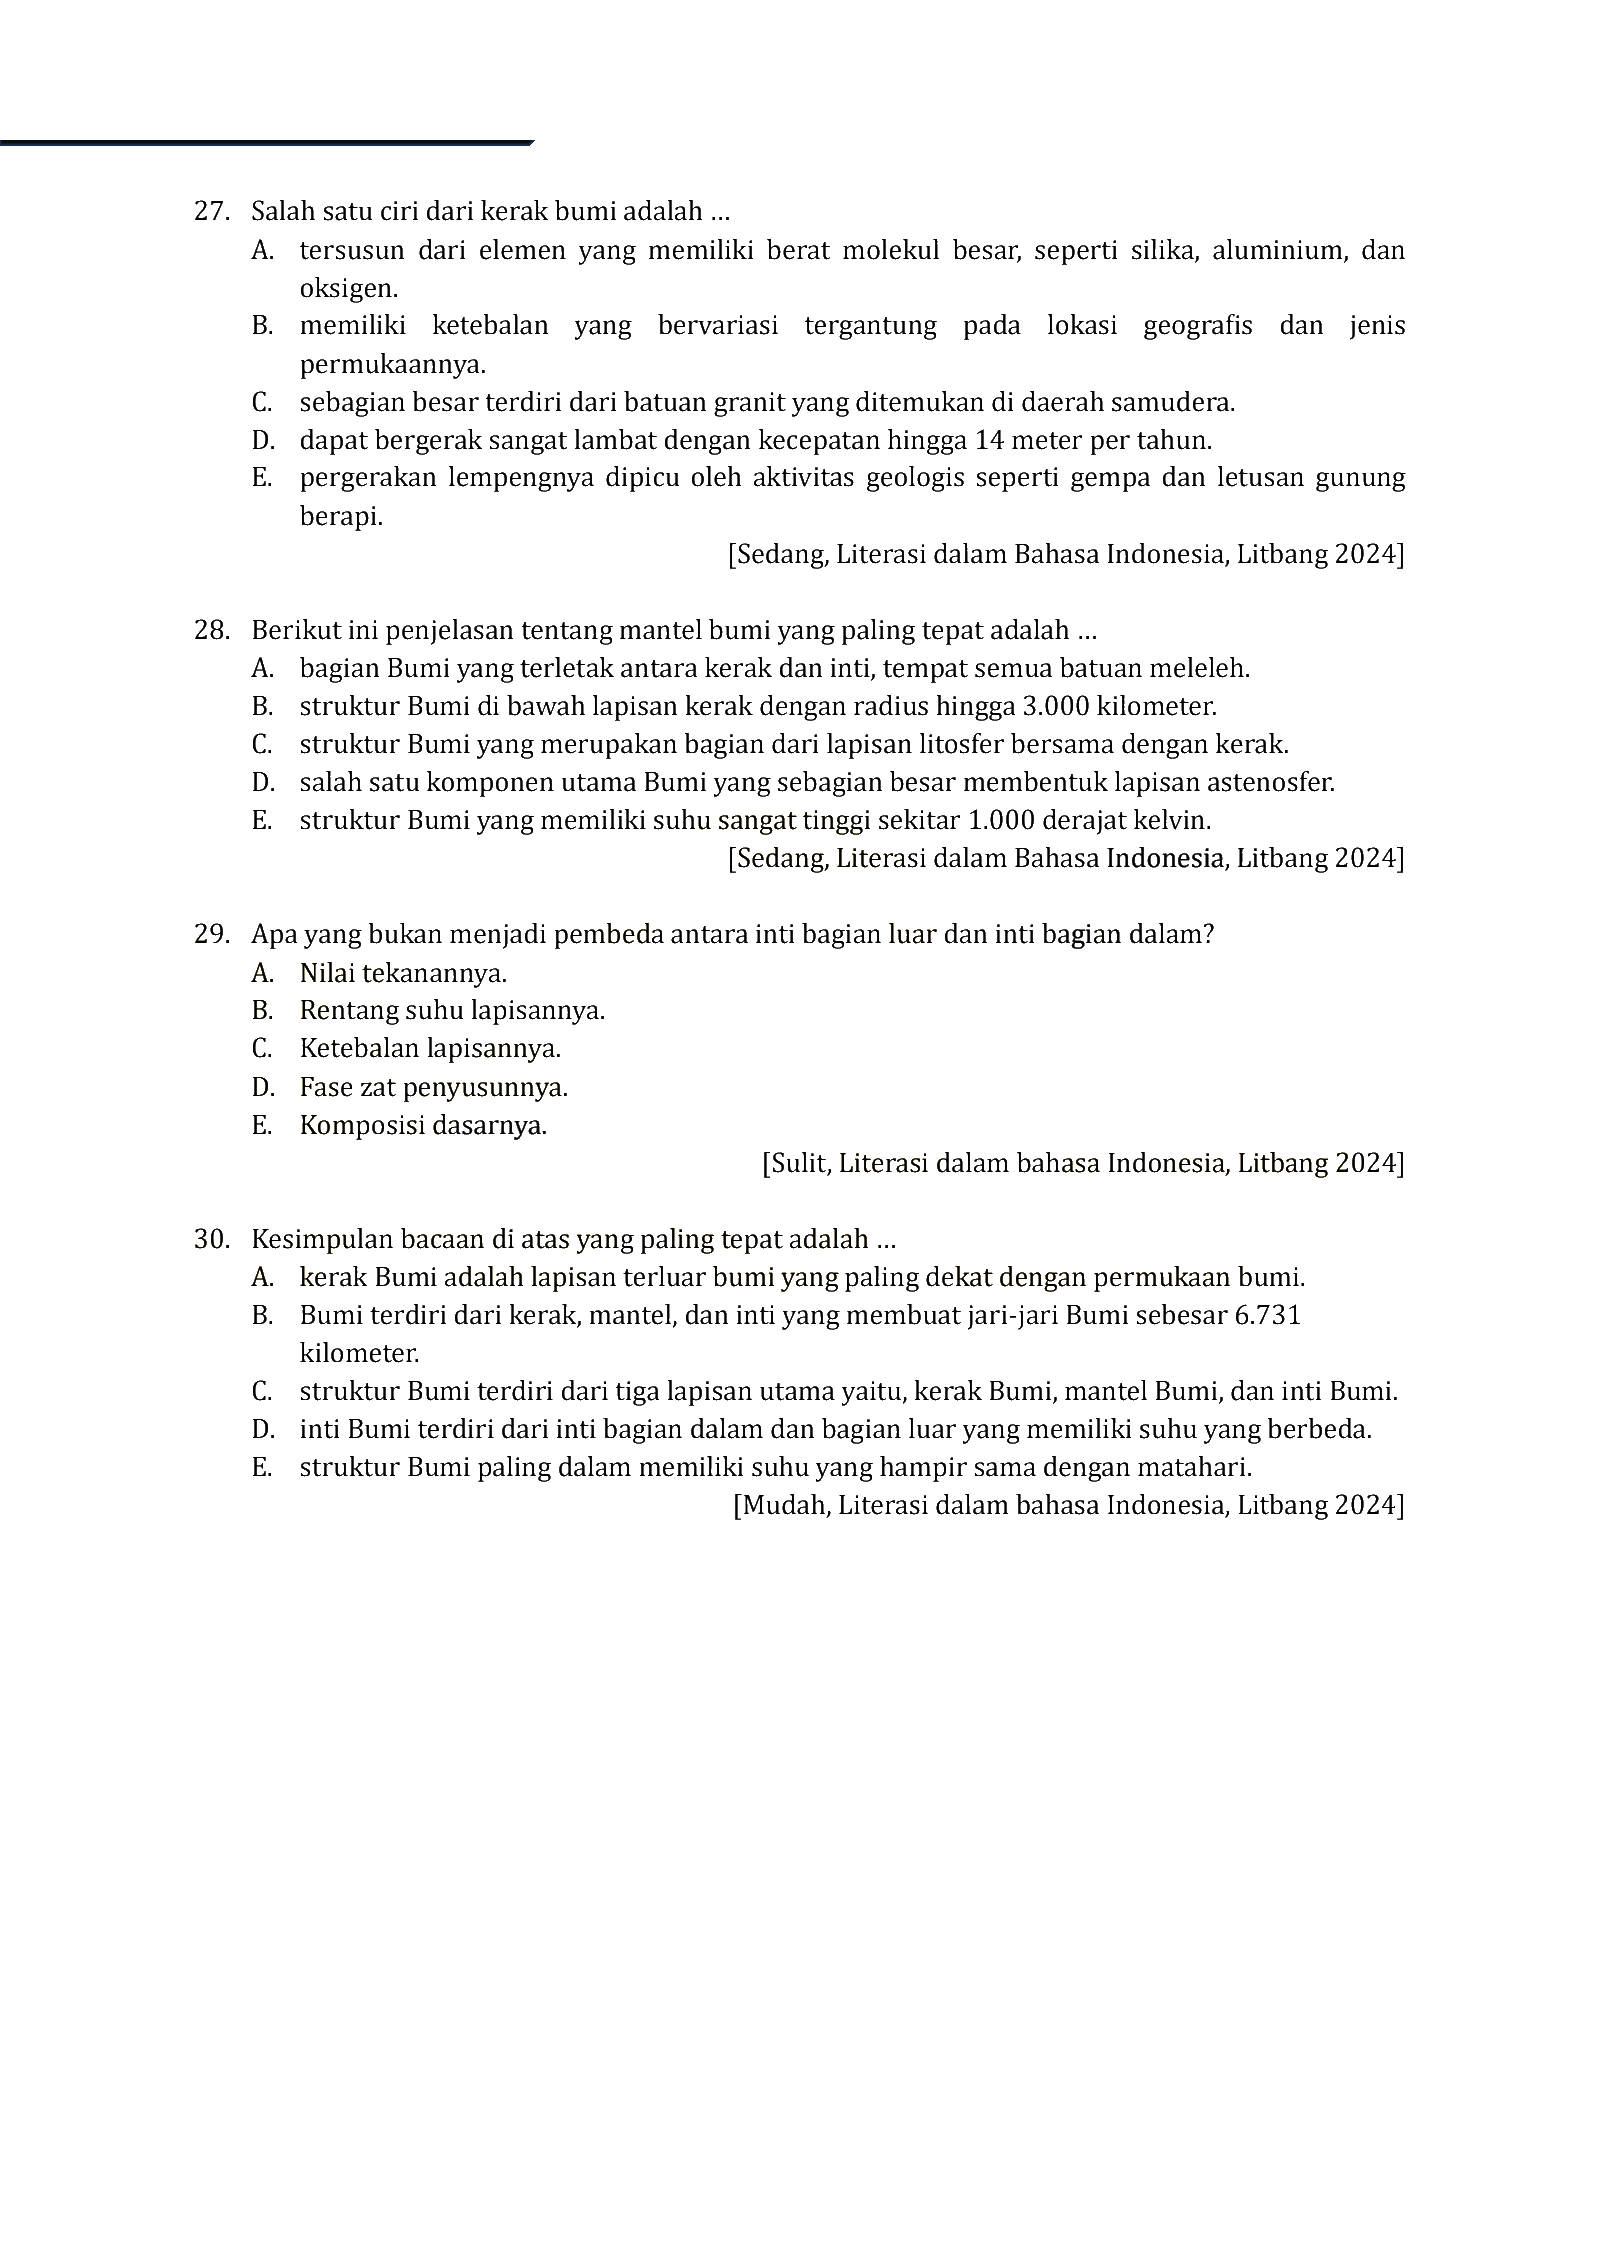 27. Salah satu ciri dari kerak bumi adalah ...
A. tersusun dari elemen yang memiliki berat molekul besar, seperti silika, aluminium, dan
oksigen.
B. memiliki ketebalan yang bervariasi tergantung pada lokasi geografis dan jenis
permukaannya.
C. sebagian besar terdiri dari batuan granit yang ditemukan di daerah samudera.
D. dapat bergerak sangat lambat dengan kecepatan hingga 14 meter per tahun.
E. pergerakan lempengnya dipicu oleh aktivitas geologis seperti gempa dan letusan gunung
berapi.
[Sedang, Literasi dalam Bahasa Indonesia, Litbang 2024]
28. Berikut ini penjelasan tentang mantel bumi yang paling tepat adalah ...
A. bagian Bumi yang terletak antara kerak dan inti, tempat semua batuan meleleh.
B. struktur Bumi di bawah lapisan kerak dengan radius hingga 3.000 kilometer.
C. struktur Bumi yang merupakan bagian dari lapisan litosfer bersama dengan kerak.
D. salah satu komponen utama Bumi yang sebagian besar membentuk lapisan astenosfer.
E. struktur Bumi yang memiliki suhu sangat tinggi sekitar 1.000 derajat kelvin.
[Sedang, Literasi dalam Bahasa Indonesia, Litbang 2024]
29. Apa yang bukan menjadi pembeda antara inti bagian luar dan inti bagian dalam?
A. Nilai tekanannya.
B. Rentang suhu lapisannya.
C. Ketebalan lapisannya.
D. Fase zat penyusunnya.
E. Komposisi dasarnya.
[Sulit, Literasi dalam bahasa Indonesia, Litbang 2024]
30. Kesimpulan bacaan di atas yang paling tepat adalah ...
A. kerak Bumi adalah lapisan terluar bumi yang paling dekat dengan permukaan bumi.
B. Bumi terdiri dari kerak, mantel, dan inti yang membuat jari-jari Bumi sebesar 6.731
kilometer.
C. struktur Bumi terdiri dari tiga lapisan utama yaitu, kerak Bumi, mantel Bumi, dan inti Bumi.
D. inti Bumi terdiri dari inti bagian dalam dan bagian luar yang memiliki suhu yang berbeda.
E. struktur Bumi paling dalam memiliki suhu yang hampir sama dengan matahari.
[Mudah, Literasi dalam bahasa Indonesia, Litbang 2024]